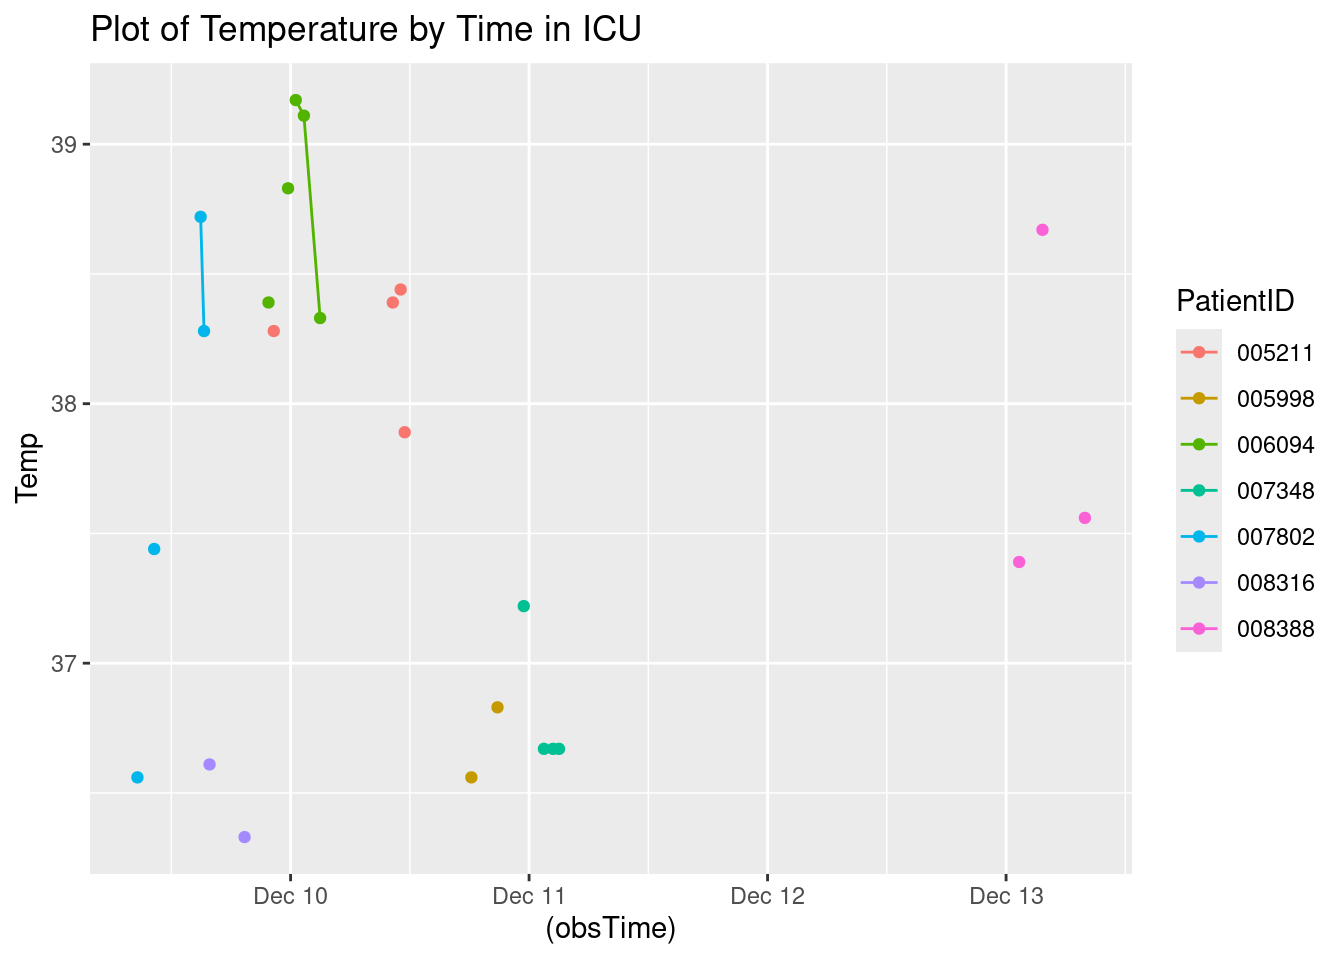 Plot of Temperature by Time in ICU
39
38
37
Temp
Dec 10
Dec 11
Dec 12
Dec 13
(obsTime)
PatientID
005211
005998
006094
007348
007802
008316
008388